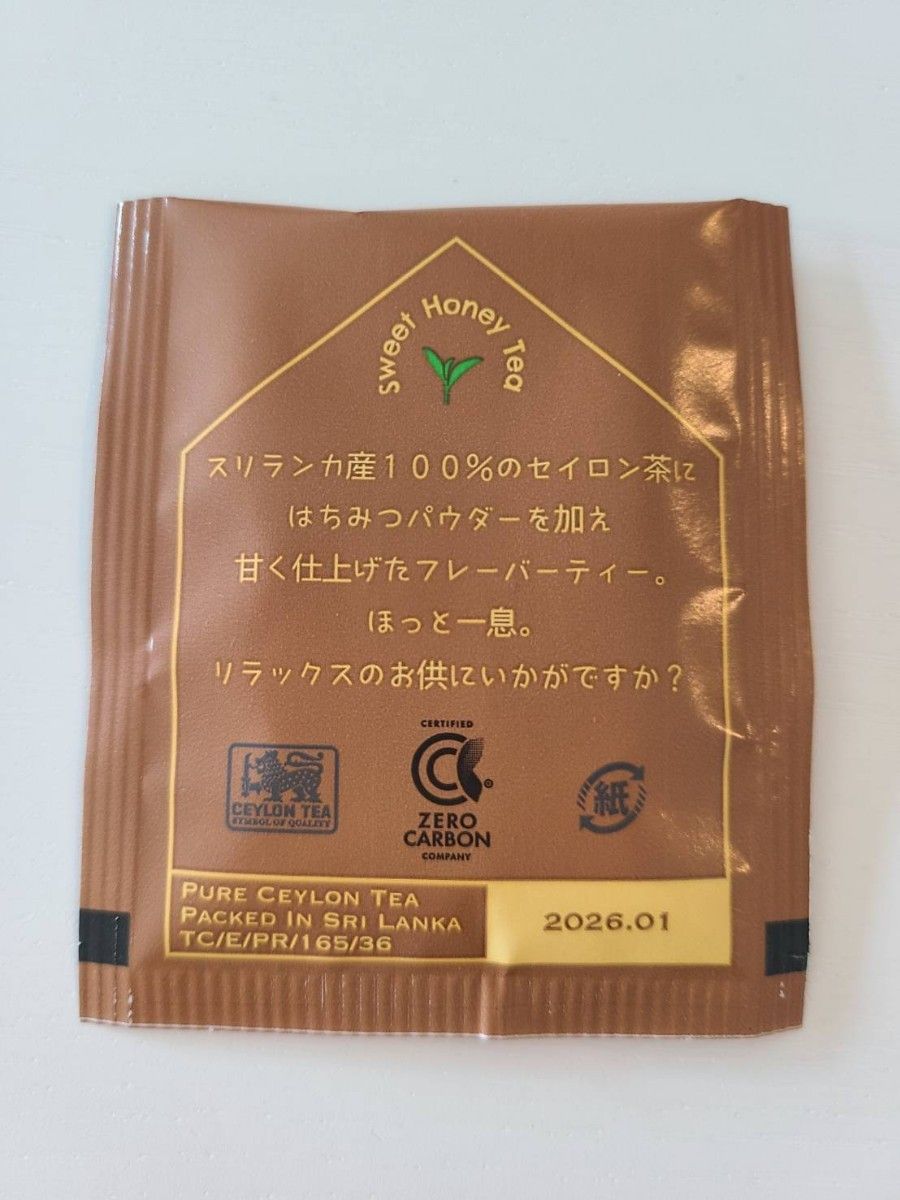 Sweet Honey Tea
スリランカ産１００％のセイロン茶に
はちみつパウダーを加え
甘く仕上げたフレーバーティー。
ほっと一息。
リラックスのお供にいかがですか？
CEYLON TEA
SYMBOL OF QUALITY
CERTIFIED
®
ZERO
CARBON
COMPANY
紙
PURE CEYLON TEA
PACKED IN SRI LANKA
TC/E/PR/165/36
2026.01